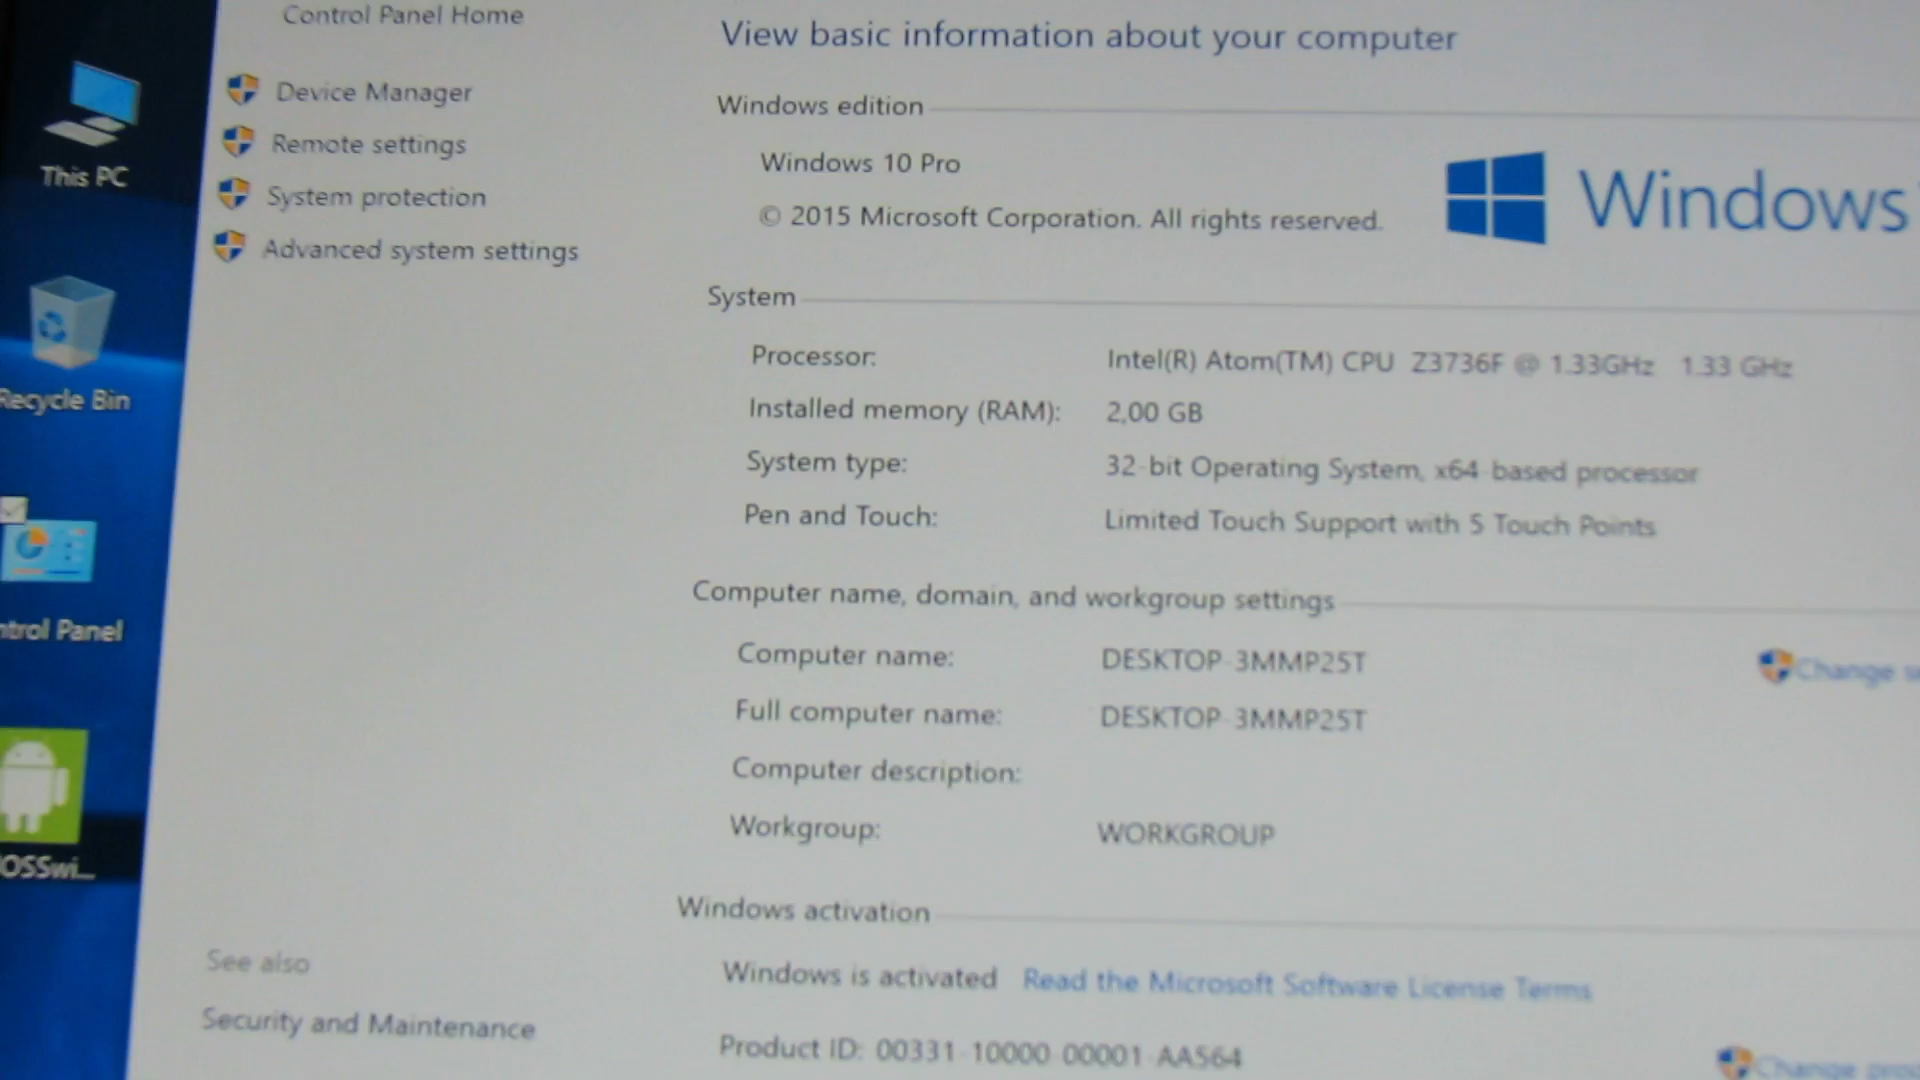 Control Panel Home
Device Manager
Remote settings
System protection
Advanced system settings
See also
Security and Maintenance
This PC
Recycle Bin
ntrol Panel
OSSwi...
View basic information about your computer
Windows edition
Windows 10 Pro
© 2015 Microsoft Corporation. All rights reserved.
Windows
System
Processor: Intel(R) Atom(TM) CPU Z3736F @ 1.33GHz 1.33 GHz
Installed memory (RAM): 2,00 GB
System type: 32-bit Operating System, x64-based processor
Pen and Touch: Limited Touch Support with 5 Touch Points
Computer name, domain, and workgroup settings
Computer name: DESKTOP-3MMP25T
Change
Full computer name: DESKTOP-3MMP25T
Computer description:
Workgroup: WORKGROUP
Windows activation
Windows is activated Read the Microsoft Software License Terms
Product ID: 00331-10000-00001-AA564
Change